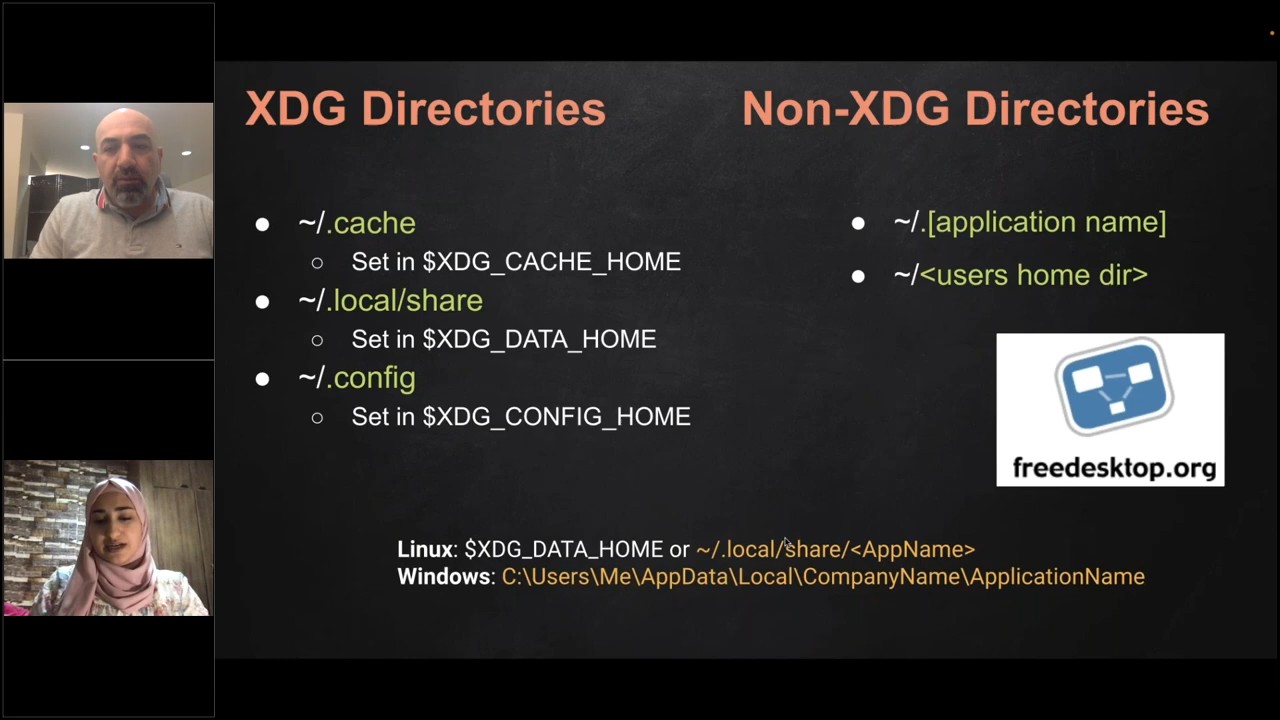 XDG Directories
~/.cache
Set in $XDG_CACHE_HOME
~/.local/share
Set in $XDG_DATA_HOME
~/.config
Set in $XDG_CONFIG_HOME
Non-XDG Directories
~/.[application name]
~/<users home dir>
freedesktop.org
Linux: $XDG_DATA_HOME or ~/.local/share/<AppName>
Windows: C:\Users\Me\AppData\Local\CompanyName\ApplicationName